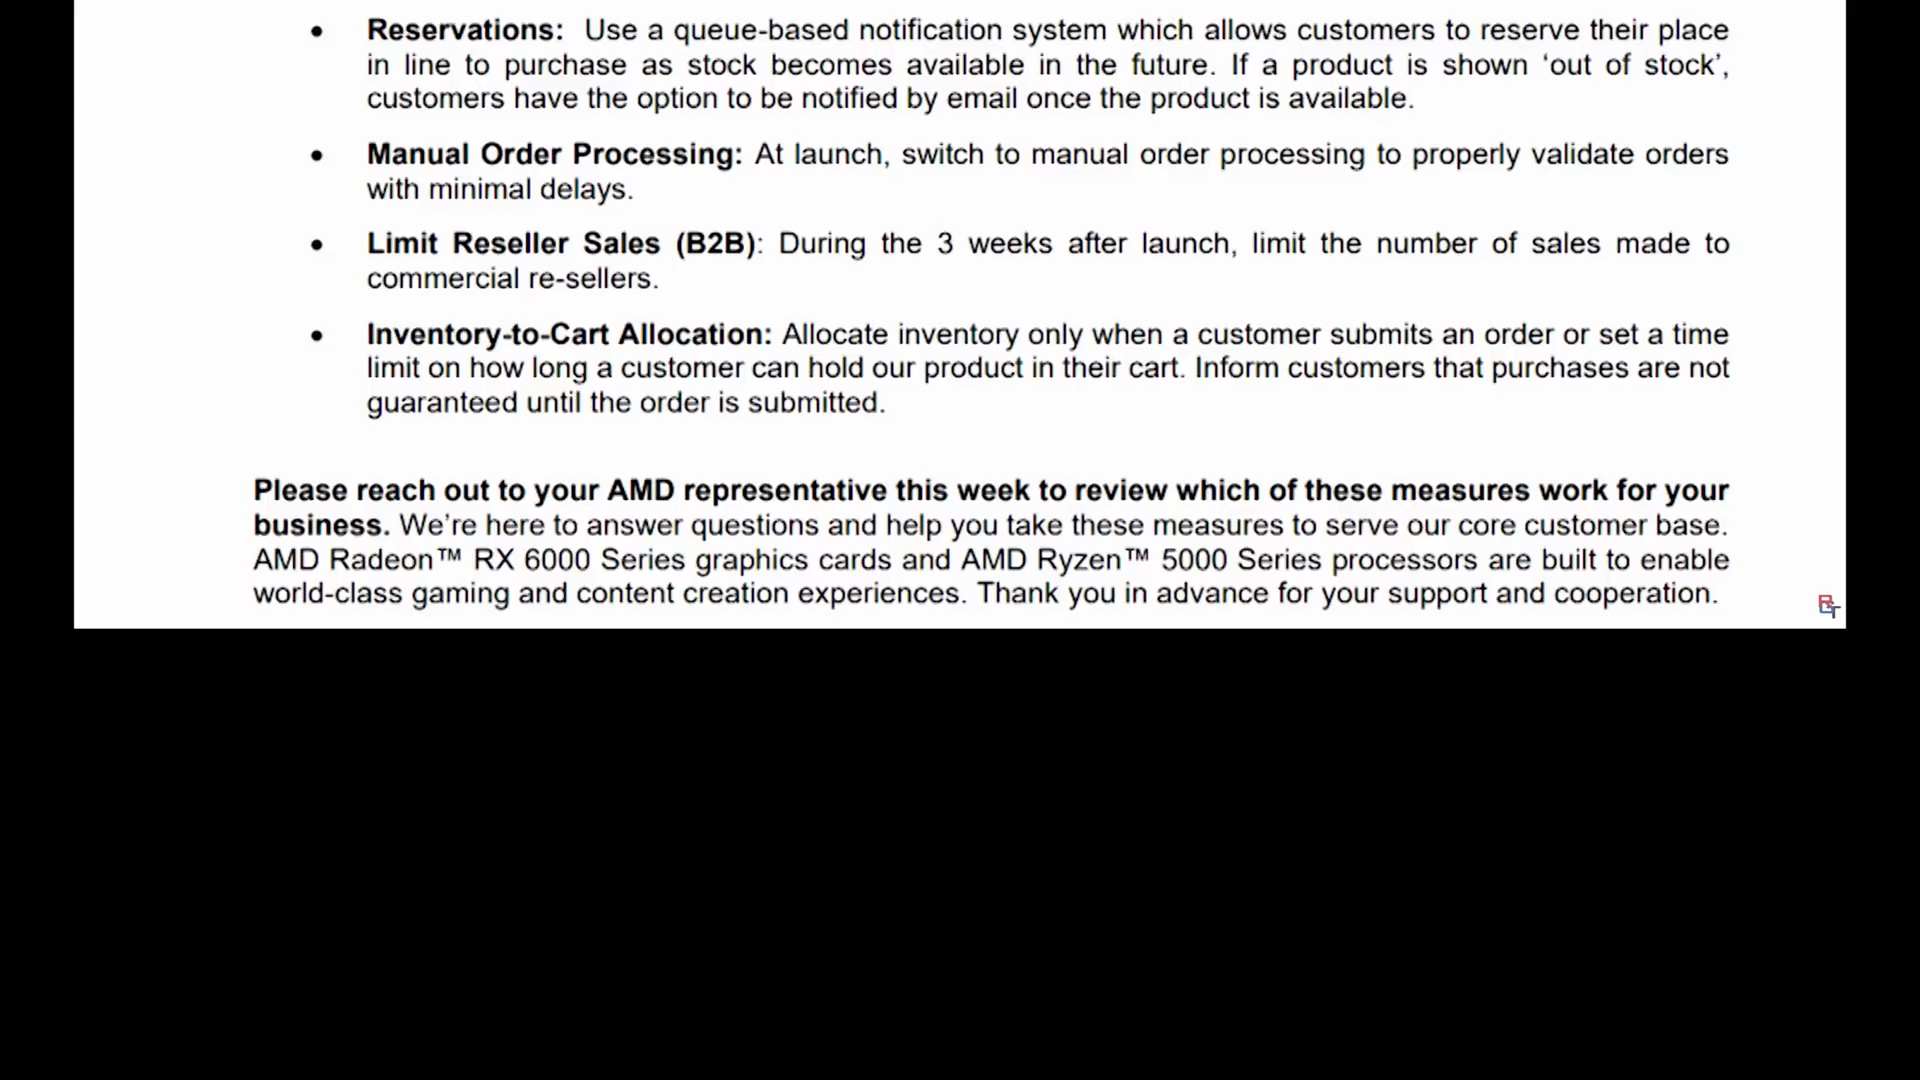 • Reservations: Use a queue-based notification system which allows customers to reserve their place
in line to purchase as stock becomes available in the future. If a product is shown ‘out of stock’,
customers have the option to be notified by email once the product is available.
• Manual Order Processing: At launch, switch to manual order processing to properly validate orders
with minimal delays.
• Limit Reseller Sales (B2B): During the 3 weeks after launch, limit the number of sales made to
commercial re-sellers.
• Inventory-to-Cart Allocation: Allocate inventory only when a customer submits an order or set a time
limit on how long a customer can hold our product in their cart. Inform customers that purchases are not
guaranteed until the order is submitted.
Please reach out to your AMD representative this week to review which of these measures work for your
business. We’re here to answer questions and help you take these measures to serve our core customer base.
AMD Radeon™ RX 6000 Series graphics cards and AMD Ryzen™ 5000 Series processors are built to enable
world-class gaming and content creation experiences. Thank you in advance for your support and cooperation.